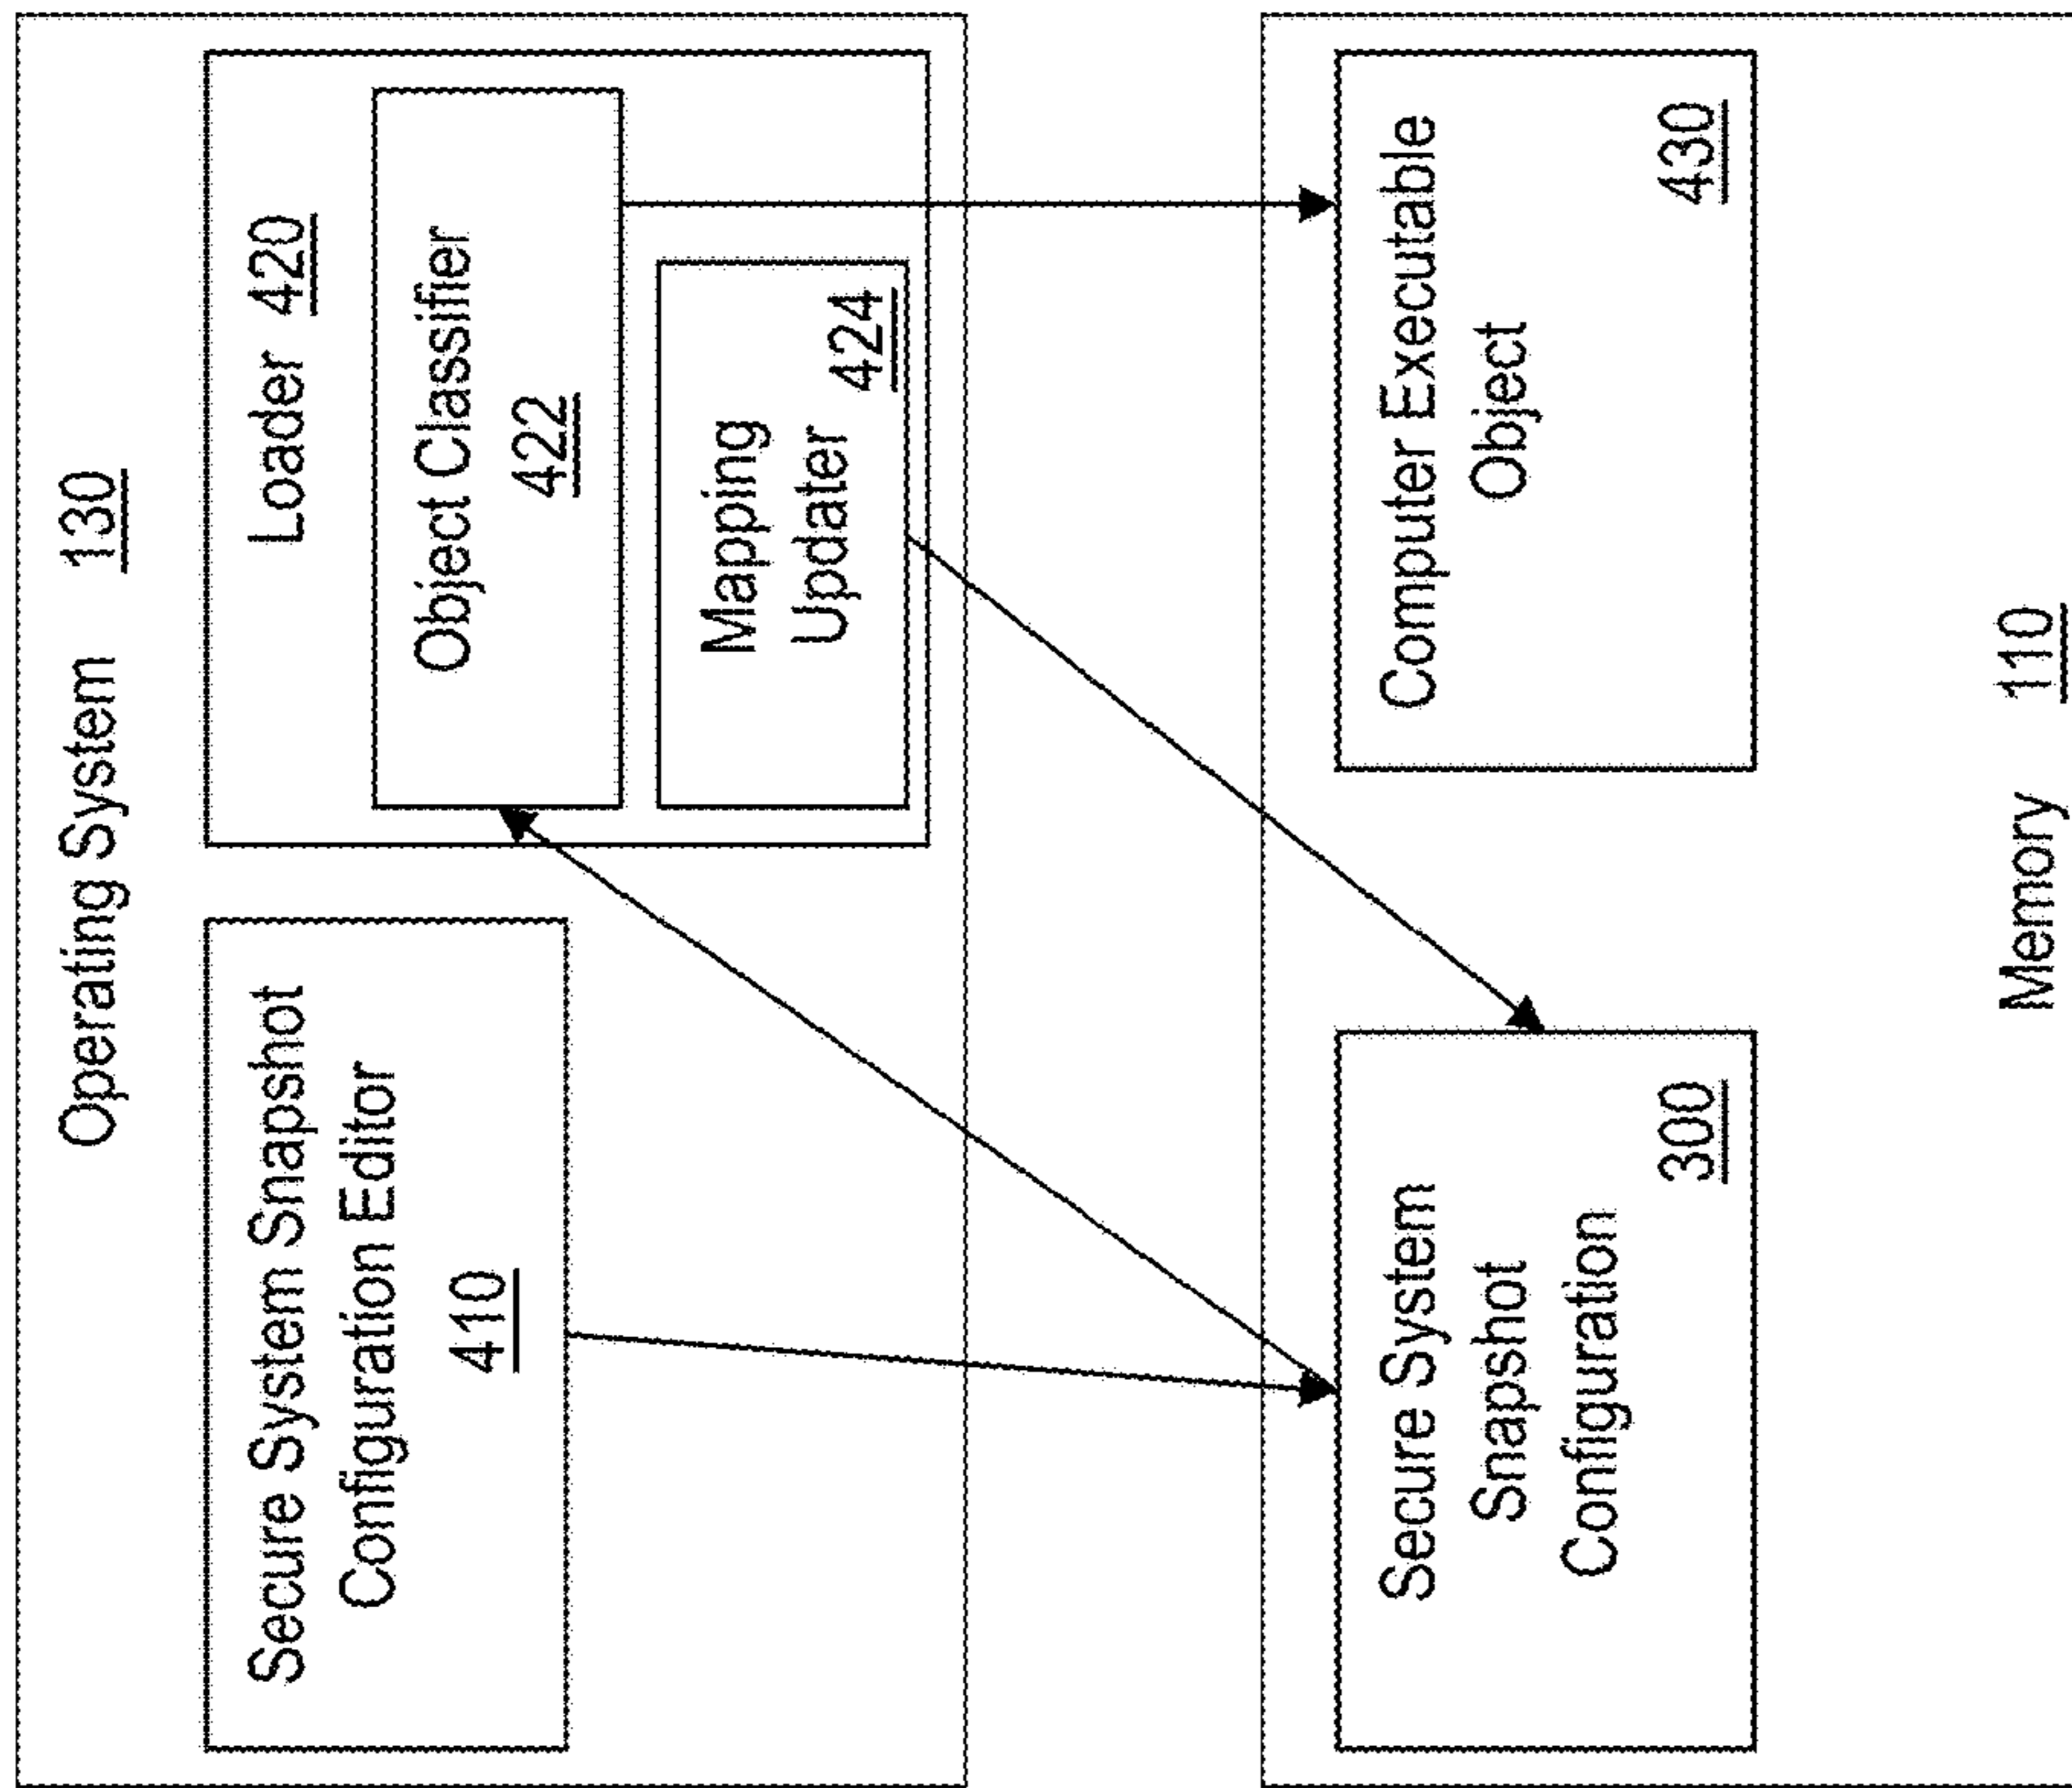 Operating System 130
Secure System Snapshot
Configuration Editor
410
Loader 420
Object Classifier
422
Mapping
Updater
424
Secure System
Snapshot
Configuration
300
Computer Executable
Object
430
Memory 110